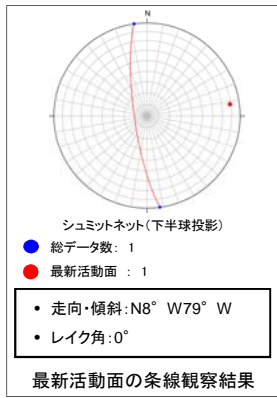 N
シュミットネット(下半球投影)
総データ数: 1
最新活動面 : 1
• 走向・傾斜:N8°W79°W
• レイク角:0°
最新活動面の条線観察結果